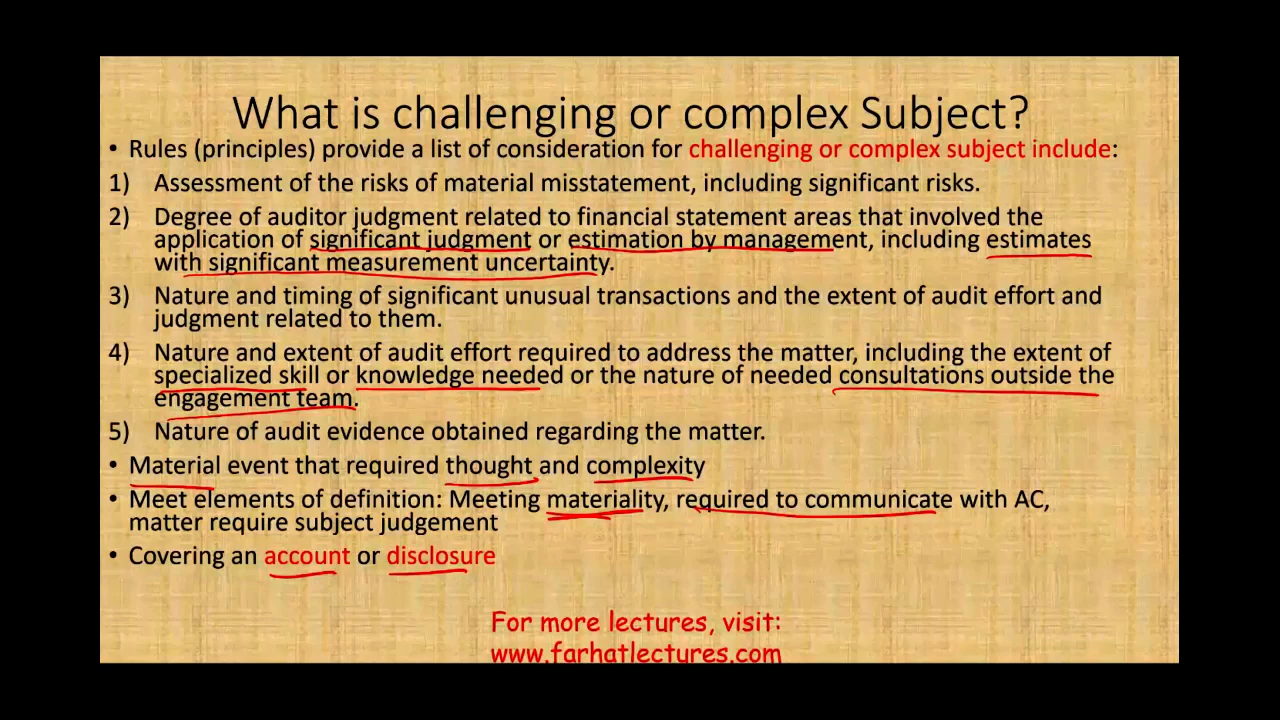 What is challenging or complex Subject?
• Rules (principles) provide a list of consideration for challenging or complex subject include:
1) Assessment of the risks of material misstatement, including significant risks.
2) Degree of auditor judgment related to financial statement areas that involved the
application of significant judgment or estimation by management, including estimates
with significant measurement uncertainty.
3) Nature and timing of significant unusual transactions and the extent of audit effort and
judgment related to them.
4) Nature and extent of audit effort required to address the matter, including the extent of
specialized skill or knowledge needed or the nature of needed consultations outside the
engagement team.
5) Nature of audit evidence obtained regarding the matter.
• Material event that required thought and complexity
• Meet elements of definition: Meeting materiality, required to communicate with AC,
matter require subject judgement
• Covering an account or disclosure
For more lectures, visit:
www.farhatlectures.com